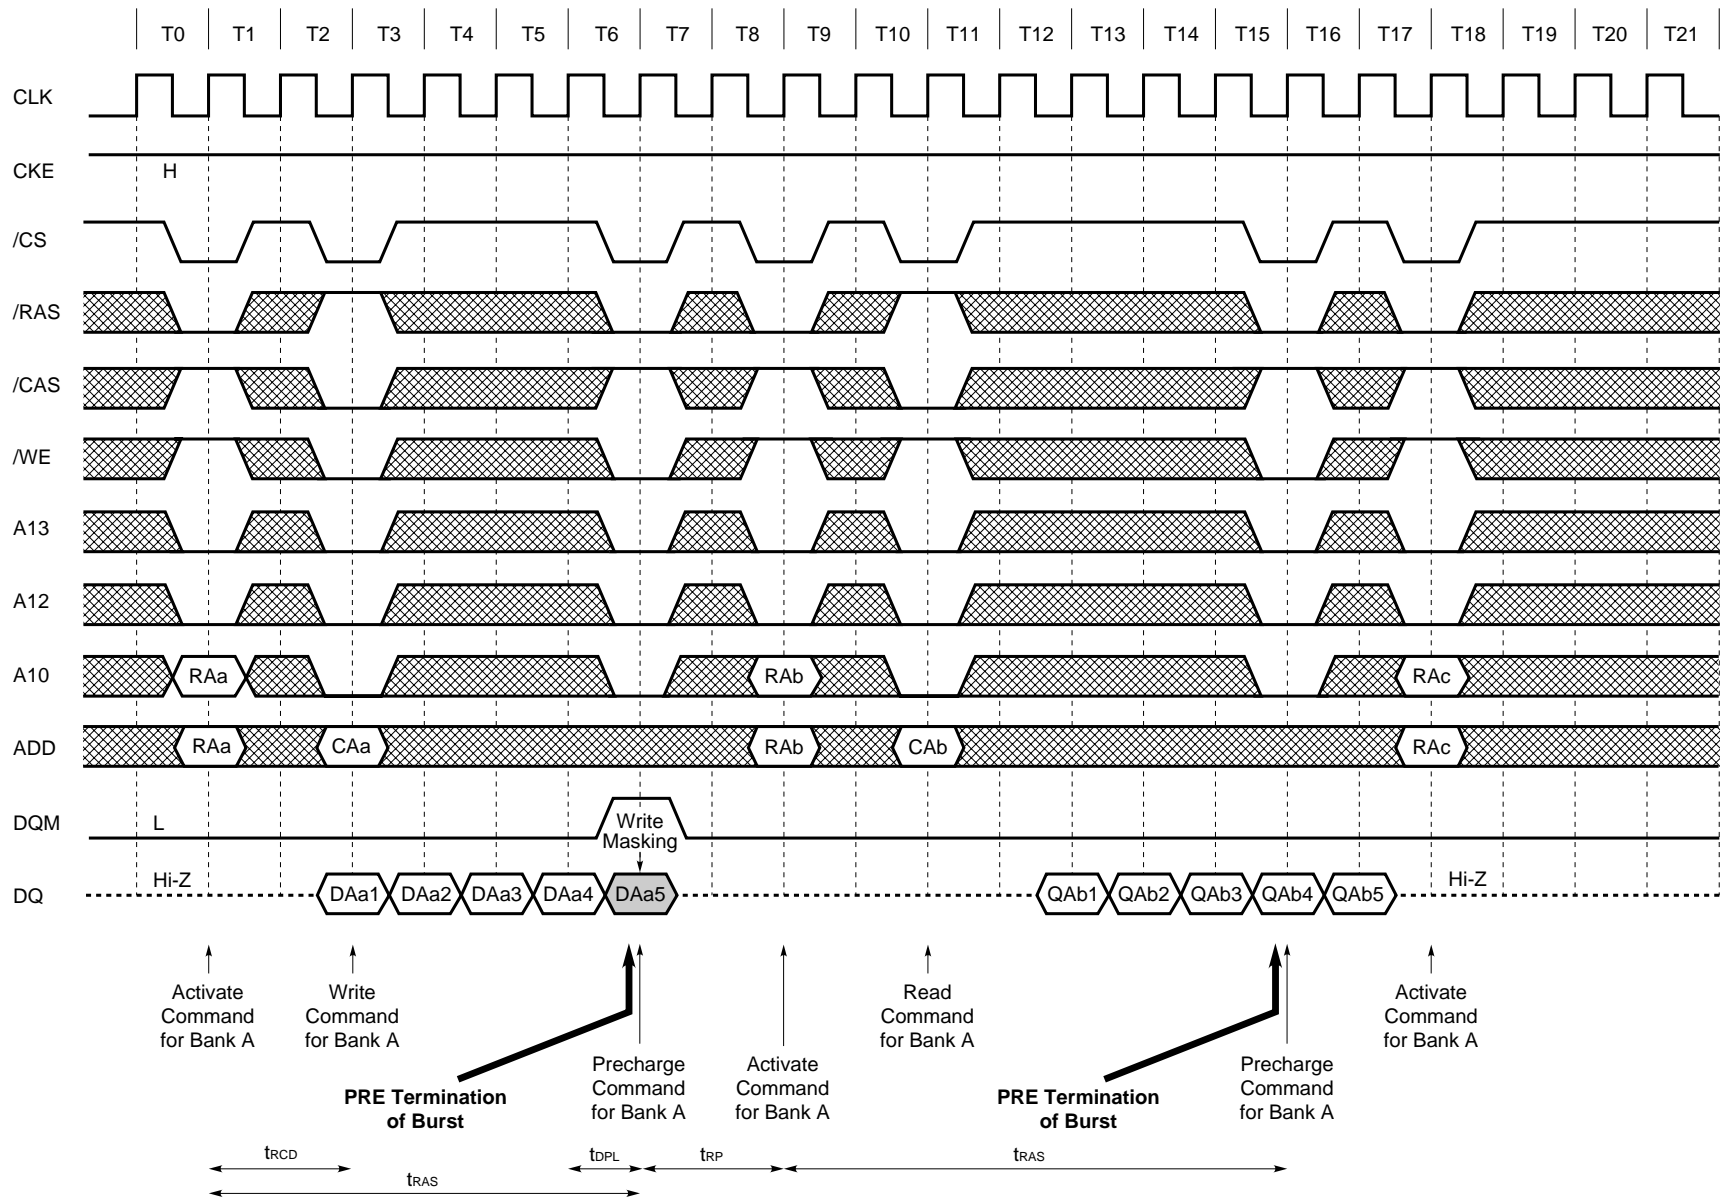 T0 T1 T2 T3 T4 T5 T6 T7 T8 T9 T10 T11 T12 T13 T14 T15 T16 T17 T18 T19 T20 T21
CLK
CKE H
/CS
/RAS
/CAS
/WE
A13
A12
A10 RAa RAb RAc
ADD RAa CAa RAb CAb RAc
DQM L Write
Masking
Hi-Z Hi-Z
DQ DAa1 DAa2 DAa3 DAa4 DAa5 QAb1 QAb2 QAb3 QAb4 QAb5
Activate
Command
for Bank A
Write
Command
for Bank A
PRE Termination
of Burst
Precharge
Command
for Bank A
Activate
Command
for Bank A
Read
Command
for Bank A
PRE Termination
of Burst
Precharge
Command
for Bank A
Activate
Command
for Bank A
tRCD tDPL tRP tRAS
tRAS